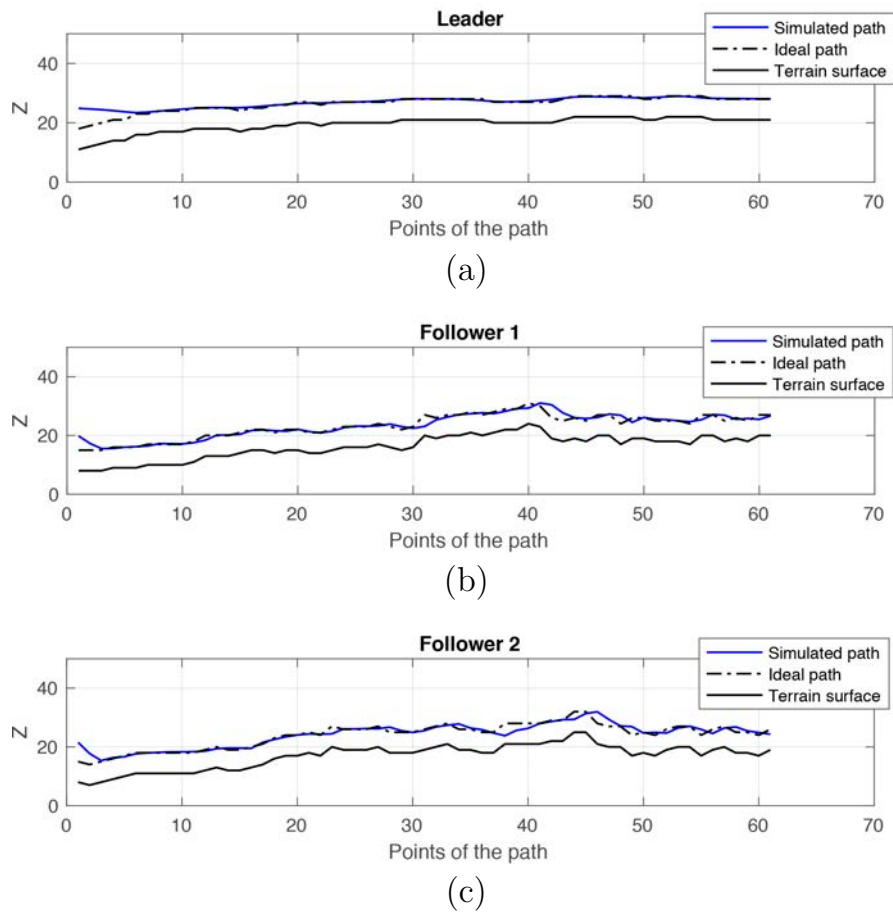 Leader
Simulated path
Ideal path
Terrain surface
40
20
0
Z
0 10 20 30 40 50 60 70
Points of the path
(a)
Follower 1
Simulated path
Ideal path
Terrain surface
40
20
0
Z
0 10 20 30 40 50 60 70
Points of the path
(b)
Follower 2
Simulated path
Ideal path
Terrain surface
40
20
0
Z
0 10 20 30 40 50 60 70
Points of the path
(c)